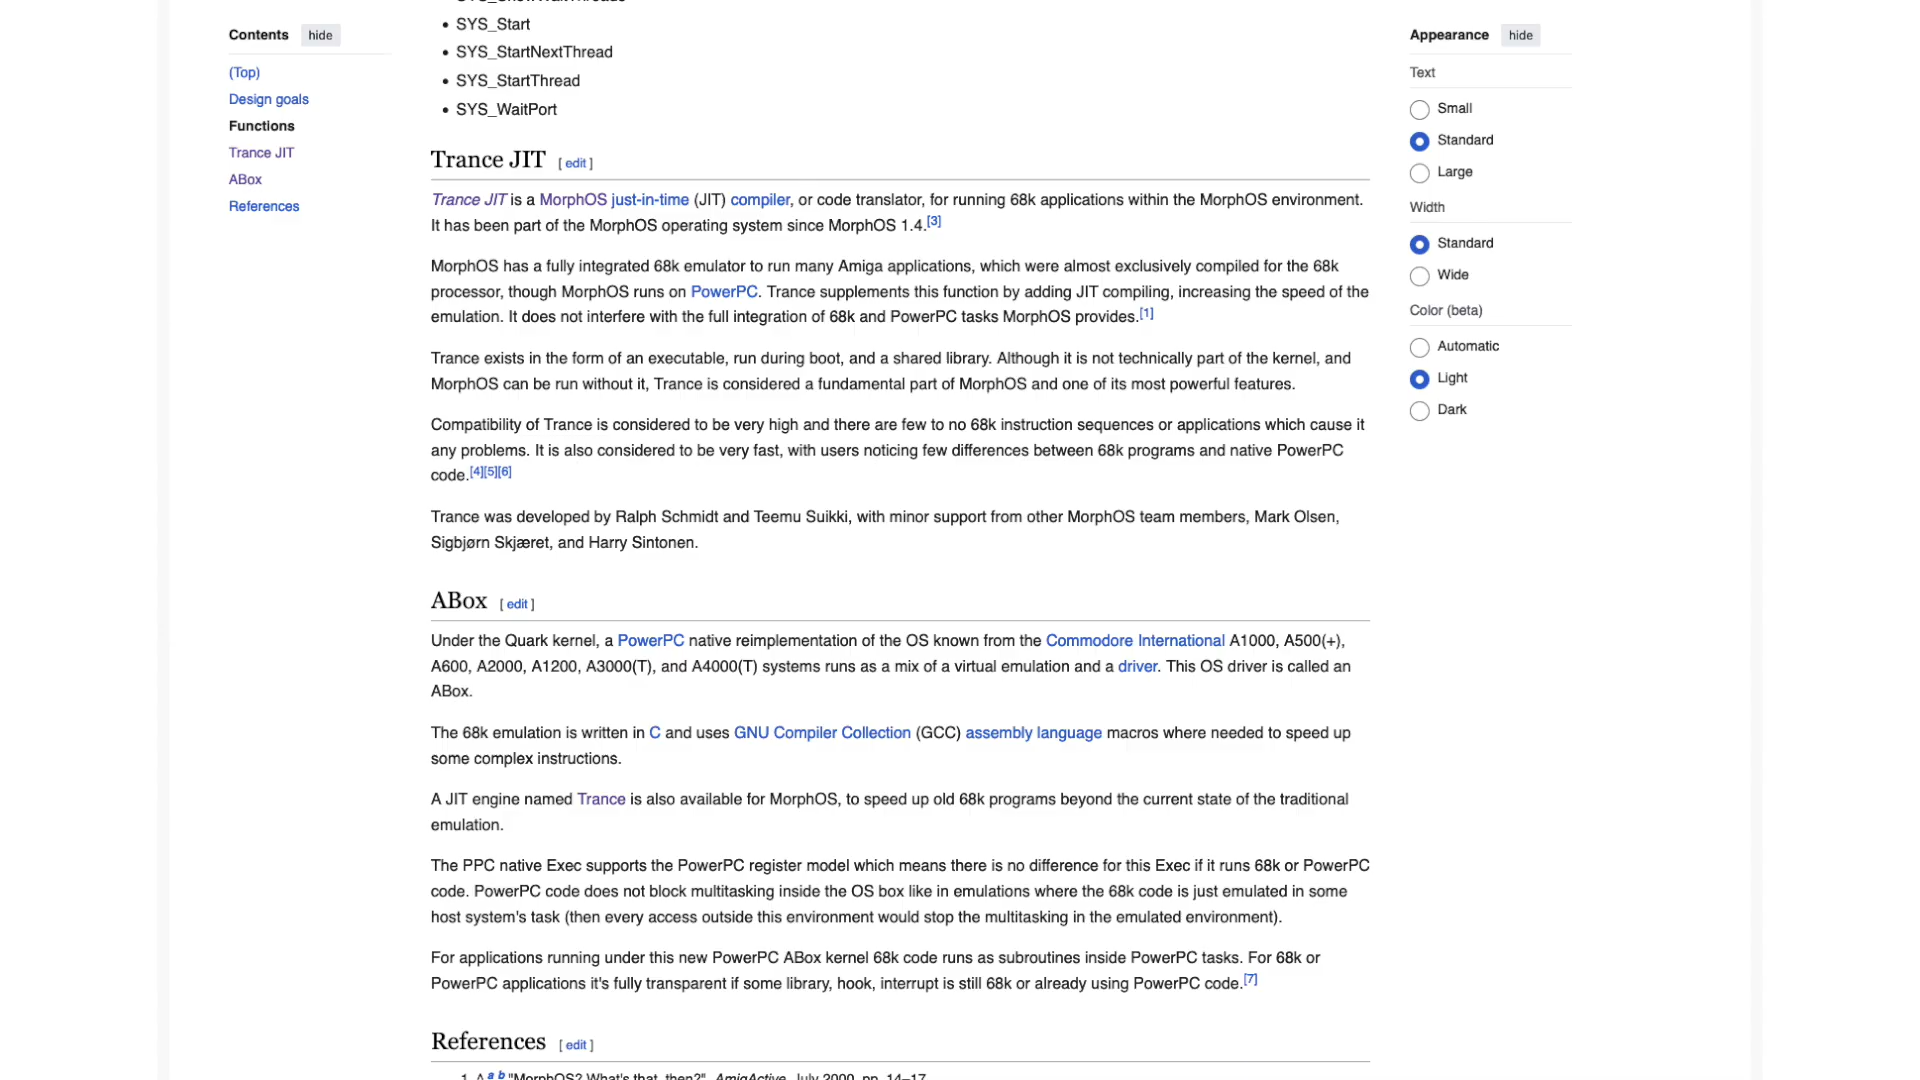 Contents hide
(Top)
Design goals
Functions
Trance JIT
ABox
References
SYS_Start
SYS_StartNextThread
SYS_StartThread
SYS_WaitPort
Trance JIT [ edit ]
Trance JIT is a MorphOS just-in-time (JIT) compiler, or code translator, for running 68k applications within the MorphOS environment.
It has been part of the MorphOS operating system since MorphOS 1.4.[3]
MorphOS has a fully integrated 68k emulator to run many Amiga applications, which were almost exclusively compiled for the 68k
processor, though MorphOS runs on PowerPC. Trance supplements this function by adding JIT compiling, increasing the speed of the
emulation. It does not interfere with the full integration of 68k and PowerPC tasks MorphOS provides.[1]
Trance exists in the form of an executable, run during boot, and a shared library. Although it is not technically part of the kernel, and
MorphOS can be run without it, Trance is considered a fundamental part of MorphOS and one of its most powerful features.
Compatibility of Trance is considered to be very high and there are few to no 68k instruction sequences or applications which cause it
any problems. It is also considered to be very fast, with users noticing few differences between 68k programs and native PowerPC
code.[4][5][6]
Trance was developed by Ralph Schmidt and Teemu Suikki, with minor support from other MorphOS team members, Mark Olsen,
Sigbjørn Skjæret, and Harry Sintonen.
ABox [ edit ]
Under the Quark kernel, a PowerPC native reimplementation of the OS known from the Commodore International A1000, A500(+),
A600, A2000, A1200, A3000(T), and A4000(T) systems runs as a mix of a virtual emulation and a driver. This OS driver is called an
ABox.
The 68k emulation is written in C and uses GNU Compiler Collection (GCC) assembly language macros where needed to speed up
some complex instructions.
A JIT engine named Trance is also available for MorphOS, to speed up old 68k programs beyond the current state of the traditional
emulation.
The PPC native Exec supports the PowerPC register model which means there is no difference for this Exec if it runs 68k or PowerPC
code. PowerPC code does not block multitasking inside the OS box like in emulations where the 68k code is just emulated in some
host system's task (then every access outside this environment would stop the multitasking in the emulated environment).
For applications running under this new PowerPC ABox kernel 68k code runs as subroutines inside PowerPC tasks. For 68k or
PowerPC applications it's fully transparent if some library, hook, interrupt is still 68k or already using PowerPC code.[7]
References [ edit ]
1. ^ a b "MorphOS? What's that, then?". AmigActive. July 2000. pp. 14–17.
Appearance hide
Text
Small
Standard
Large
Width
Standard
Wide
Color (beta)
Automatic
Light
Dark